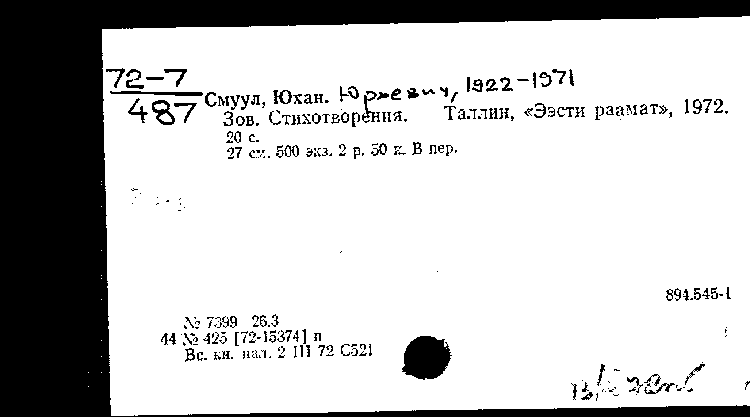 72-7
487
Смуул, Юхан. Юрьевич, 1922-1971
Зов. Стихотворения. Таллин, «Ээсти раамат», 1972.
20 с.
27 см. 500 экз. 2 р. 50 к. В пер.
894.545-1
№ 7399 26.3
44 № 425 [72-15374] п
Вс. кн. пал. 2 III 72 С521